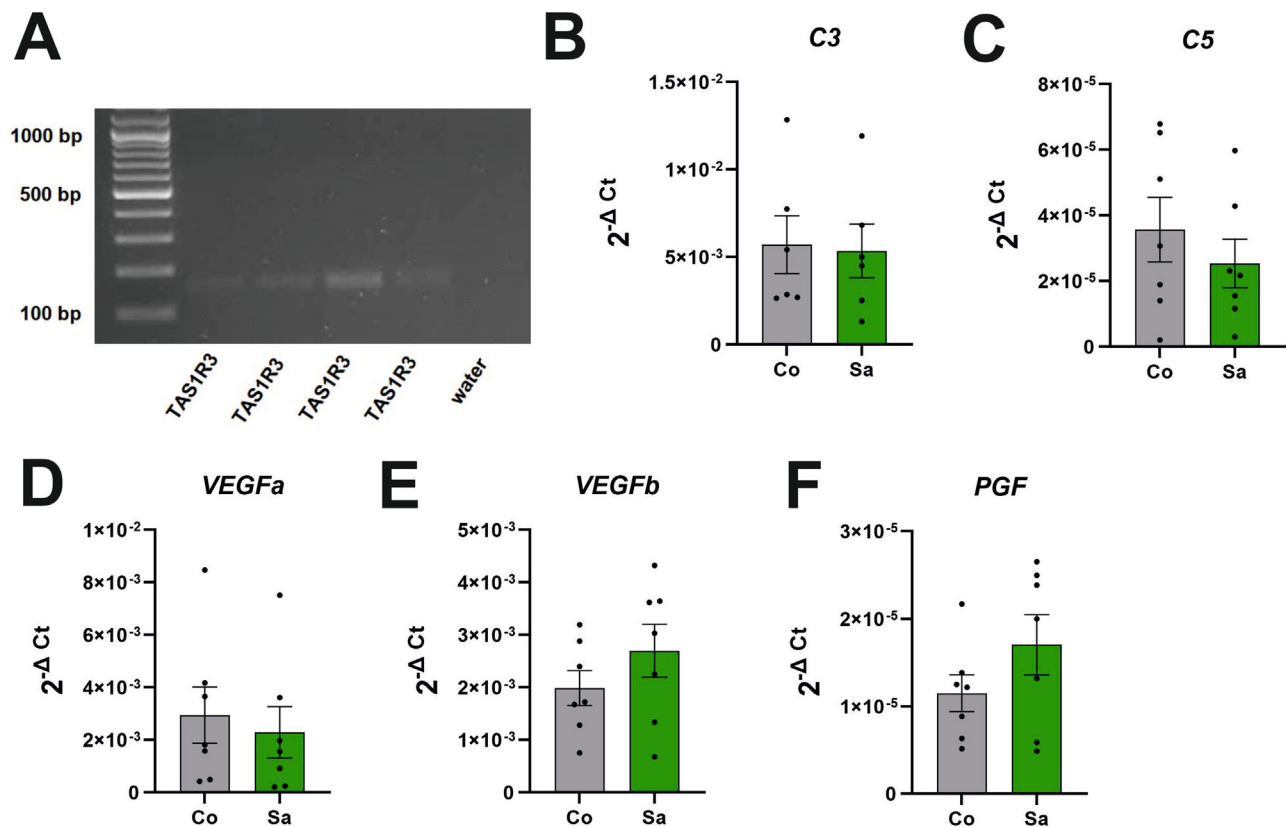 A
1000 bp
500 bp
100 bp
TAS1R3
TAS1R3
TAS1R3
TAS1R3
water
B
C3
2-Δ Ct
1.5×10-2
1×10-2
5×10-3
0
Co
Sa
C
C5
2-Δ Ct
8×10-5
6×10-5
4×10-5
2×10-5
0
Co
Sa
D
VEGFa
2-Δ Ct
1×10-2
8×10-3
6×10-3
4×10-3
2×10-3
0
Co
Sa
E
VEGFb
2-Δ Ct
5×10-3
4×10-3
3×10-3
2×10-3
1×10-3
0
Co
Sa
F
PGF
2-Δ Ct
3×10-5
2×10-5
1×10-5
0
Co
Sa